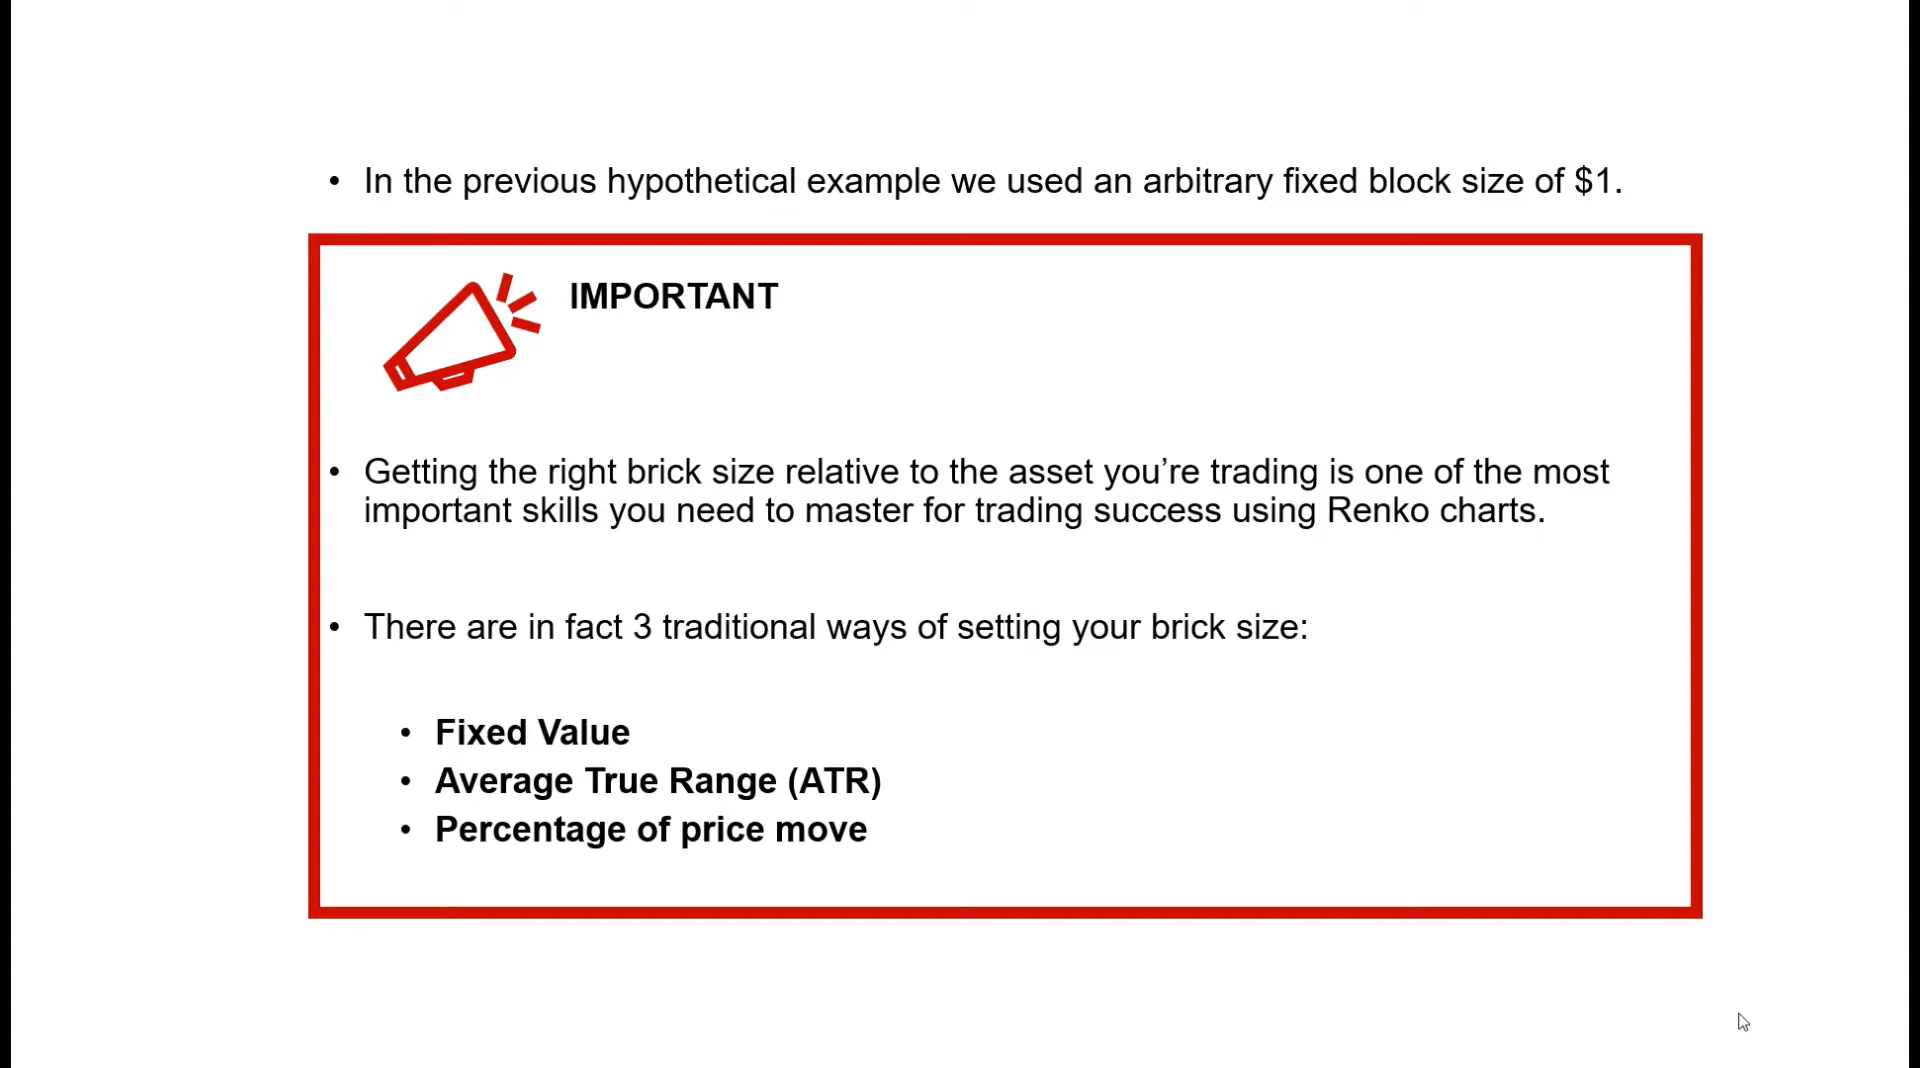 • In the previous hypothetical example we used an arbitrary fixed block size of $1.
IMPORTANT
• Getting the right brick size relative to the asset you’re trading is one of the most
important skills you need to master for trading success using Renko charts.
• There are in fact 3 traditional ways of setting your brick size:
• Fixed Value
• Average True Range (ATR)
• Percentage of price move